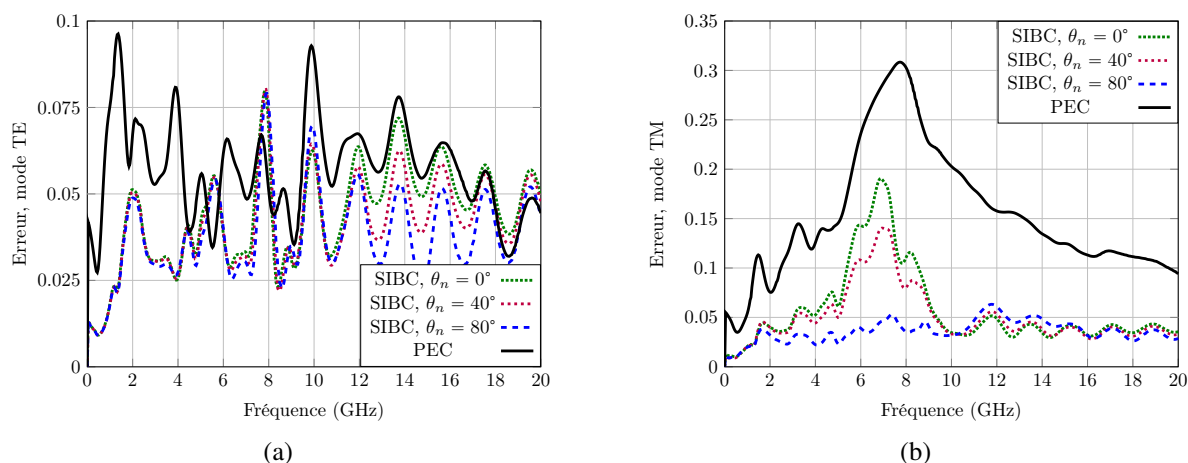 0.1
0.075
0.05
0.025
0
Erreur, mode TE
0 2 4 6 8 10 12 14 16 18 20
Fréquence (GHz)
SIBC, θn = 0°
SIBC, θn = 40°
SIBC, θn = 80°
PEC
(a)
0.35
0.3
0.25
0.2
0.15
0.1
0.05
0
Erreur, mode TM
0 2 4 6 8 10 12 14 16 18 20
Fréquence (GHz)
SIBC, θn = 0°
SIBC, θn = 40°
SIBC, θn = 80°
PEC
(b)